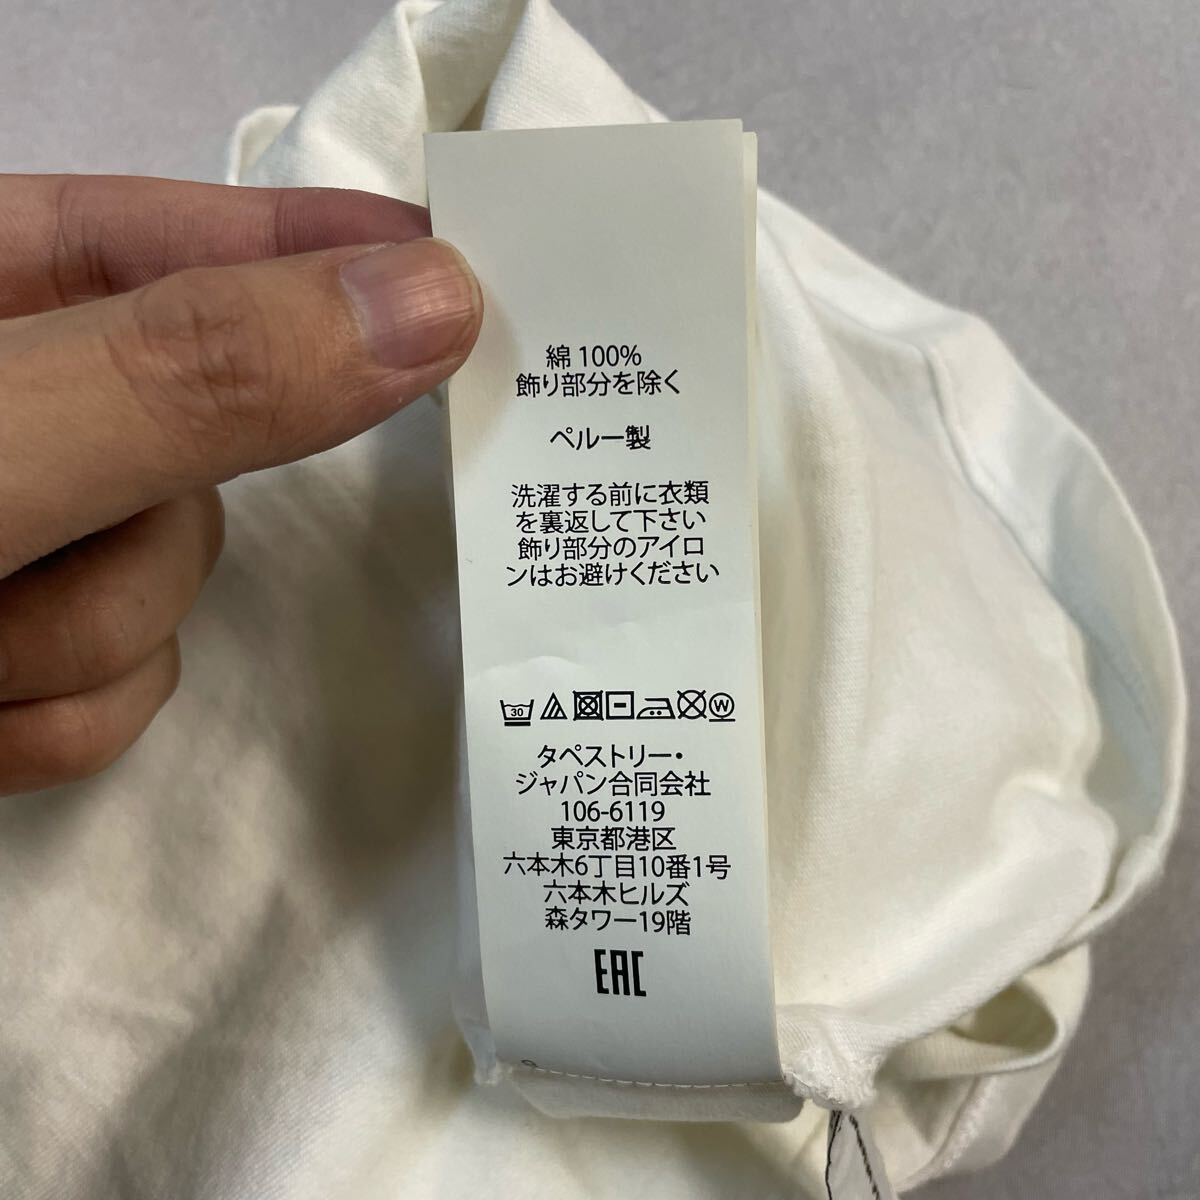 綿 100%
飾り部分を除く
ペルー製
洗濯する前に衣類
を裏返して下さい
飾り部分のアイロ
ンはお避けください
30 W
タペストリー・
ジャパン合同会社
106-6119
東京都港区
六本木6丁目10番1号
六本木ヒルズ
森タワー19階
EAC